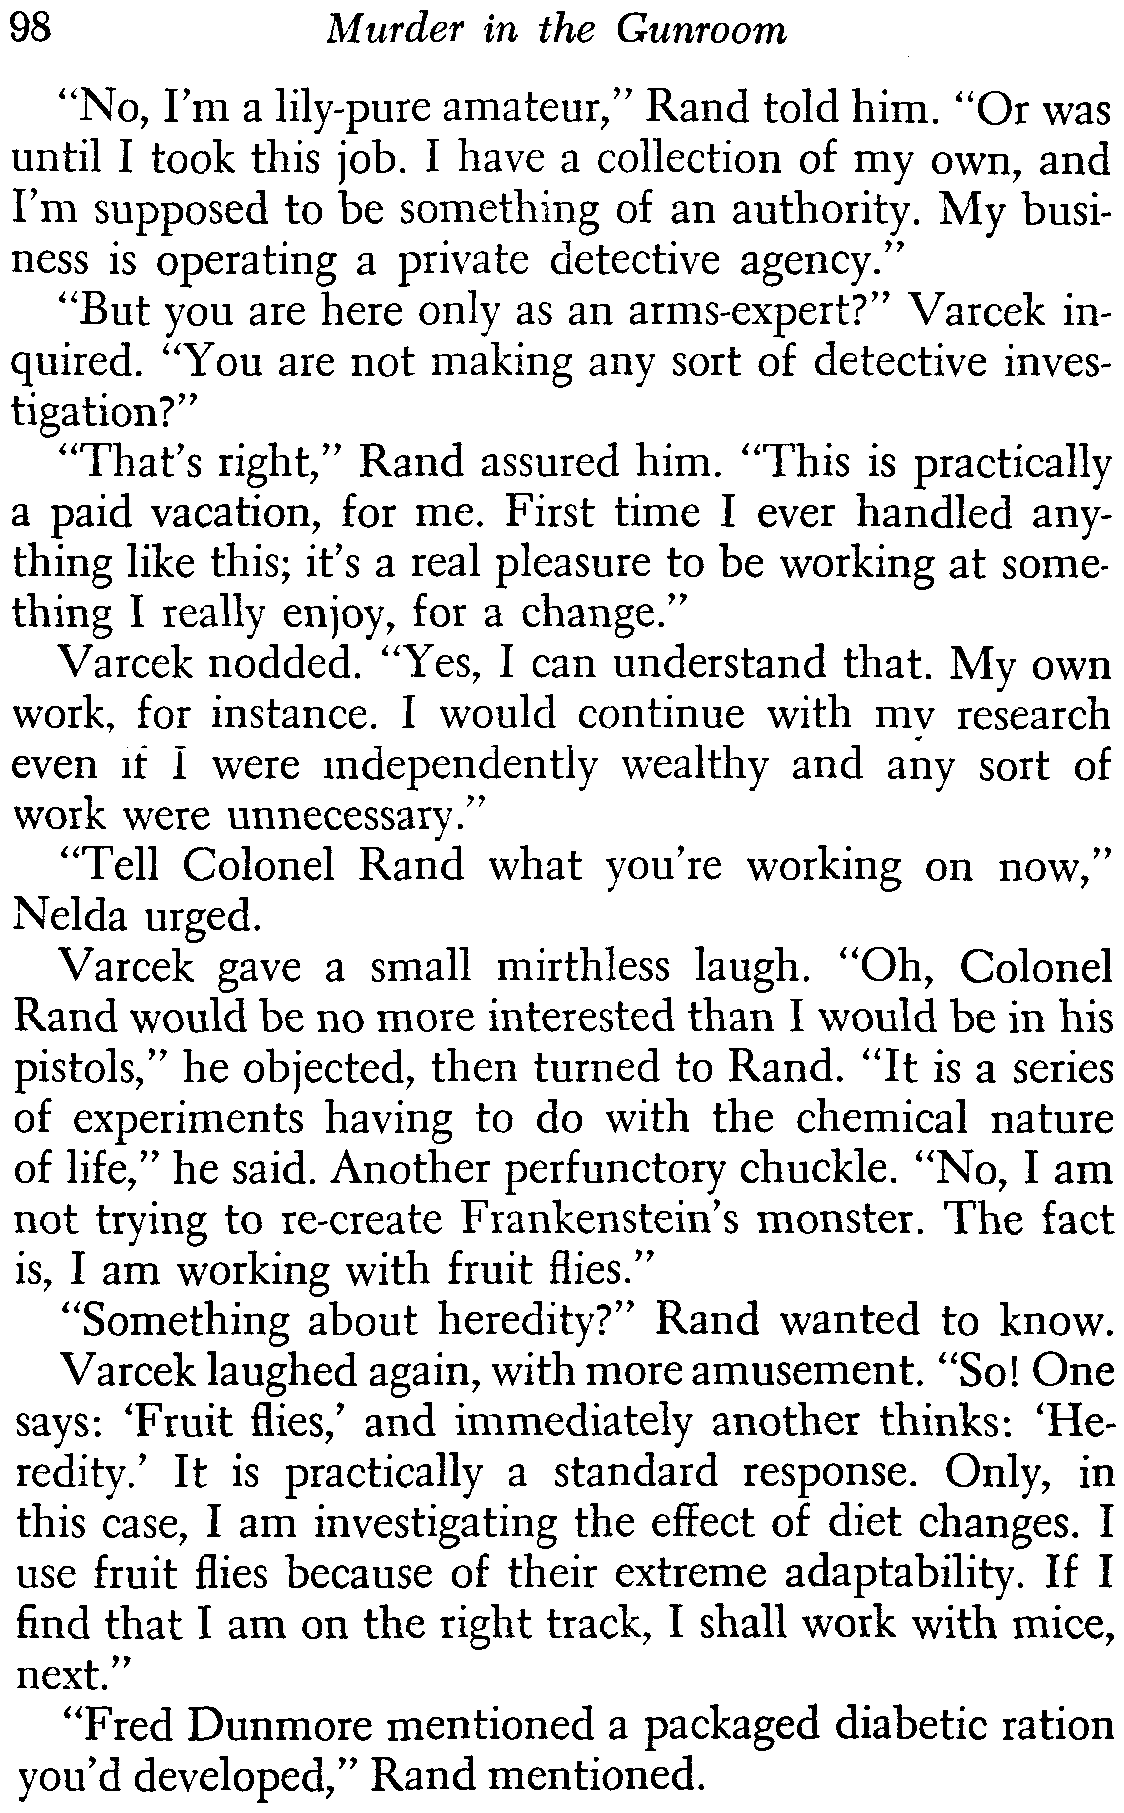 98 Murder in the Gunroom
“No, I’m a lily-pure amateur,” Rand told him. “Or was
until I took this job. I have a collection of my own, and
I’m supposed to be something of an authority. My busi-
ness is operating a private detective agency.”
“But you are here only as an arms-expert?” Varcek in-
quired. “You are not making any sort of detective inves-
tigation?”
“That’s right,” Rand assured him. “This is practically
a paid vacation, for me. First time I ever handled any-
thing like this; it’s a real pleasure to be working at some-
thing I really enjoy, for a change.”
Varcek nodded. “Yes, I can understand that. My own
work, for instance. I would continue with my research
even if I were independently wealthy and any sort of
work were unnecessary.”
“Tell Colonel Rand what you’re working on now,”
Nelda urged.
Varcek gave a small mirthless laugh. “Oh, Colonel
Rand would be no more interested than I would be in his
pistols,” he objected, then turned to Rand. “It is a series
of experiments having to do with the chemical nature
of life,” he said. Another perfunctory chuckle. “No, I am
not trying to re-create Frankenstein’s monster. The fact
is, I am working with fruit flies.”
“Something about heredity?” Rand wanted to know.
Varcek laughed again, with more amusement. “So! One
says: ‘Fruit flies,’ and immediately another thinks: ‘He-
redity.’ It is practically a standard response. Only, in
this case, I am investigating the effect of diet changes. I
use fruit flies because of their extreme adaptability. If I
find that I am on the right track, I shall work with mice,
next.”
“Fred Dunmore mentioned a packaged diabetic ration
you’d developed,” Rand mentioned.